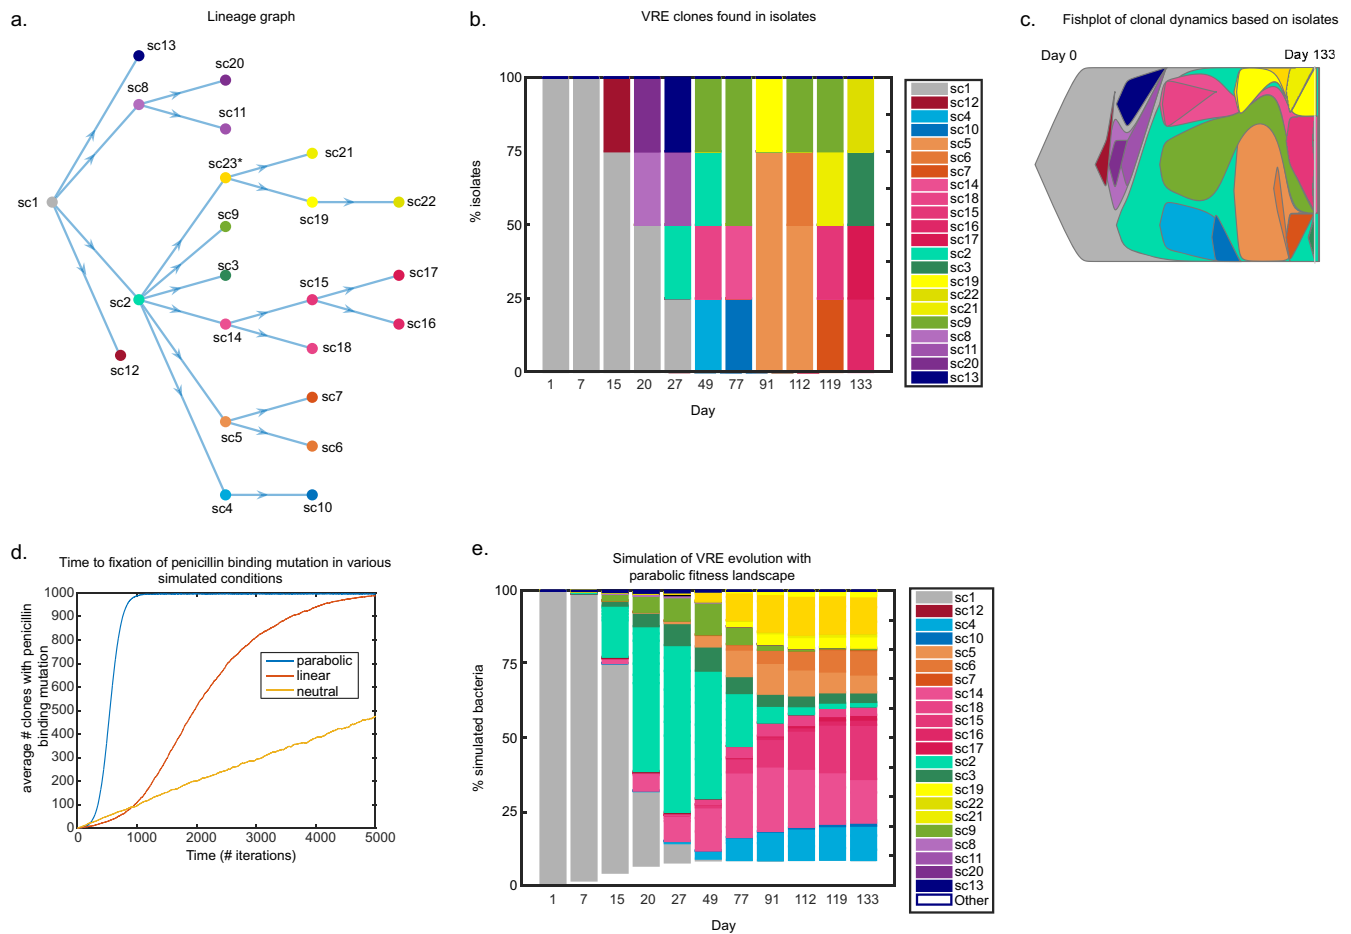 a.
Lineage graph
sc13
sc20
sc8
sc11
sc21
sc23*
sc1
sc22
sc19
sc9
sc3
sc15
sc17
sc2
sc14
sc16
sc12
sc18
sc7
sc5
sc6
sc4
sc10
b.
VRE clones found in isolates
% isolates
100
75
50
25
0
1 7 15 20 27 49 77 91 112 119 133
Day
sc1
sc12
sc4
sc10
sc5
sc6
sc7
sc14
sc18
sc15
sc16
sc17
sc2
sc3
sc19
sc22
sc21
sc9
sc8
sc11
sc20
sc13
c.
Fishplot of clonal dynamics based on isolates
Day 0
Day 133
d.
Time to fixation of penicillin binding mutation in various
simulated conditions
average # clones with penicillin
binding mutation
1000
900
800
700
600
500
400
300
200
100
0
0 1000 2000 3000 4000 5000
Time (# iterations)
parabolic
linear
neutral
e.
Simulation of VRE evolution with
parabolic fitness landscape
% simulated bacteria
100
75
50
25
0
1 7 15 20 27 49 77 91 112 119 133
Day
sc1
sc12
sc4
sc10
sc5
sc6
sc7
sc14
sc18
sc15
sc16
sc17
sc2
sc3
sc19
sc22
sc21
sc9
sc8
sc11
sc20
sc13
Other